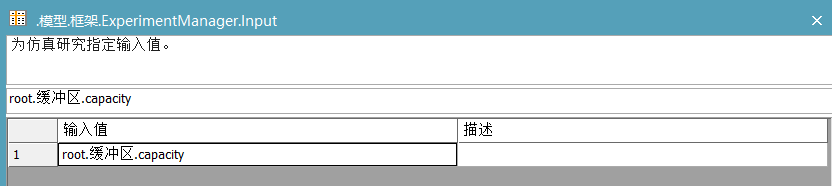 .模型.框架.ExperimentManager.Input
为仿真研究指定输入值。
root.缓冲区.capacity
输入值 描述
1 root.缓冲区.capacity